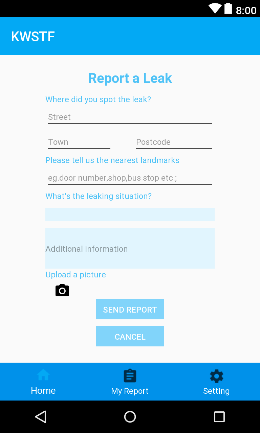 8:00
KWSTF
Report a Leak
Where did you spot the leak?
Street
Town Postcode
Please tell us the nearest landmarks
eg.door number,shop,bus stop etc ;
What's the leaking situation?
Additional Information
Upload a picture
SEND REPORT
CANCEL
Home My Report Setting